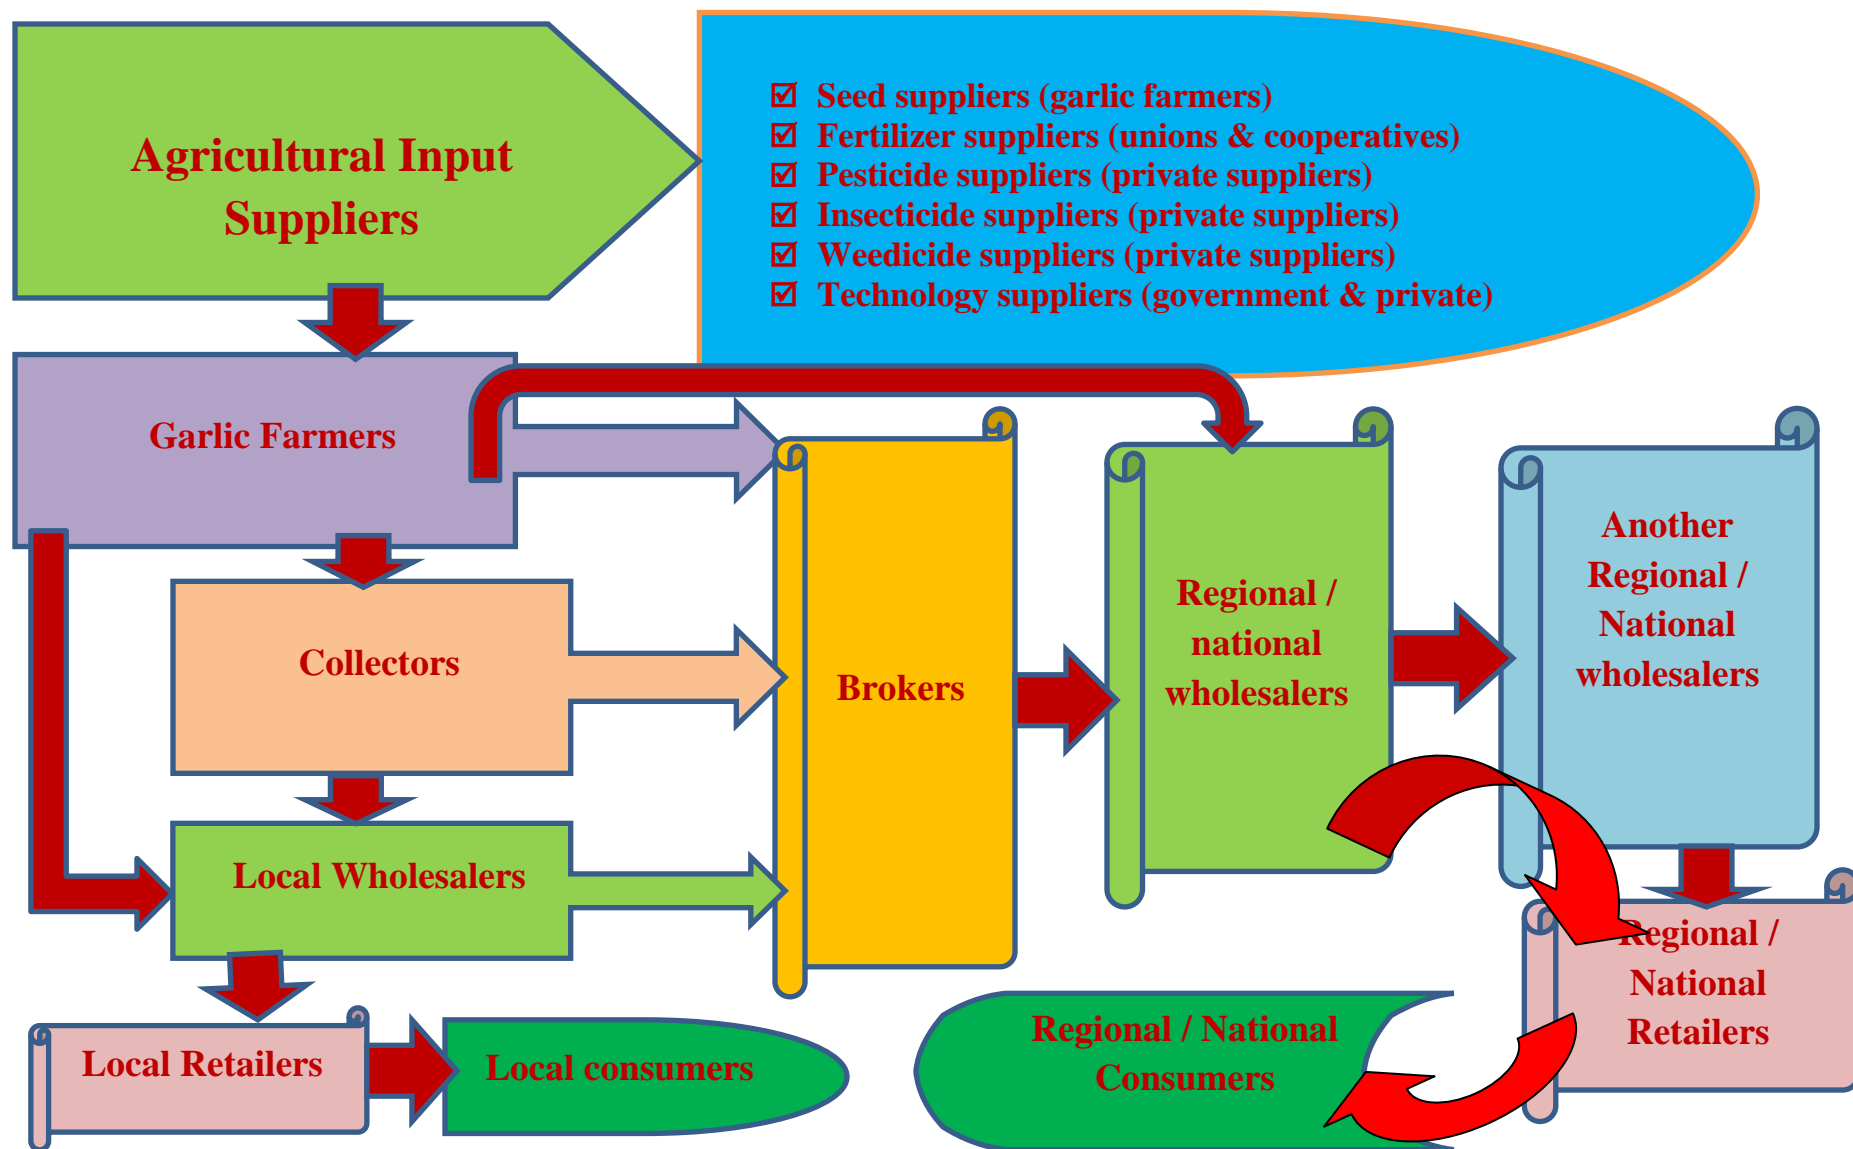 Agricultural Input
Suppliers
Seed suppliers (garlic farmers)
Fertilizer suppliers (unions & cooperatives)
Pesticide suppliers (private suppliers)
Insecticide suppliers (private suppliers)
Weedicide suppliers (private suppliers)
Technology suppliers (government & private)
Garlic Farmers
Collectors
Local Wholesalers
Local Retailers
Local consumers
Brokers
Regional /
national
wholesalers
Another
Regional /
National
wholesalers
Regional /
National
Retailers
Regional / National
Consumers